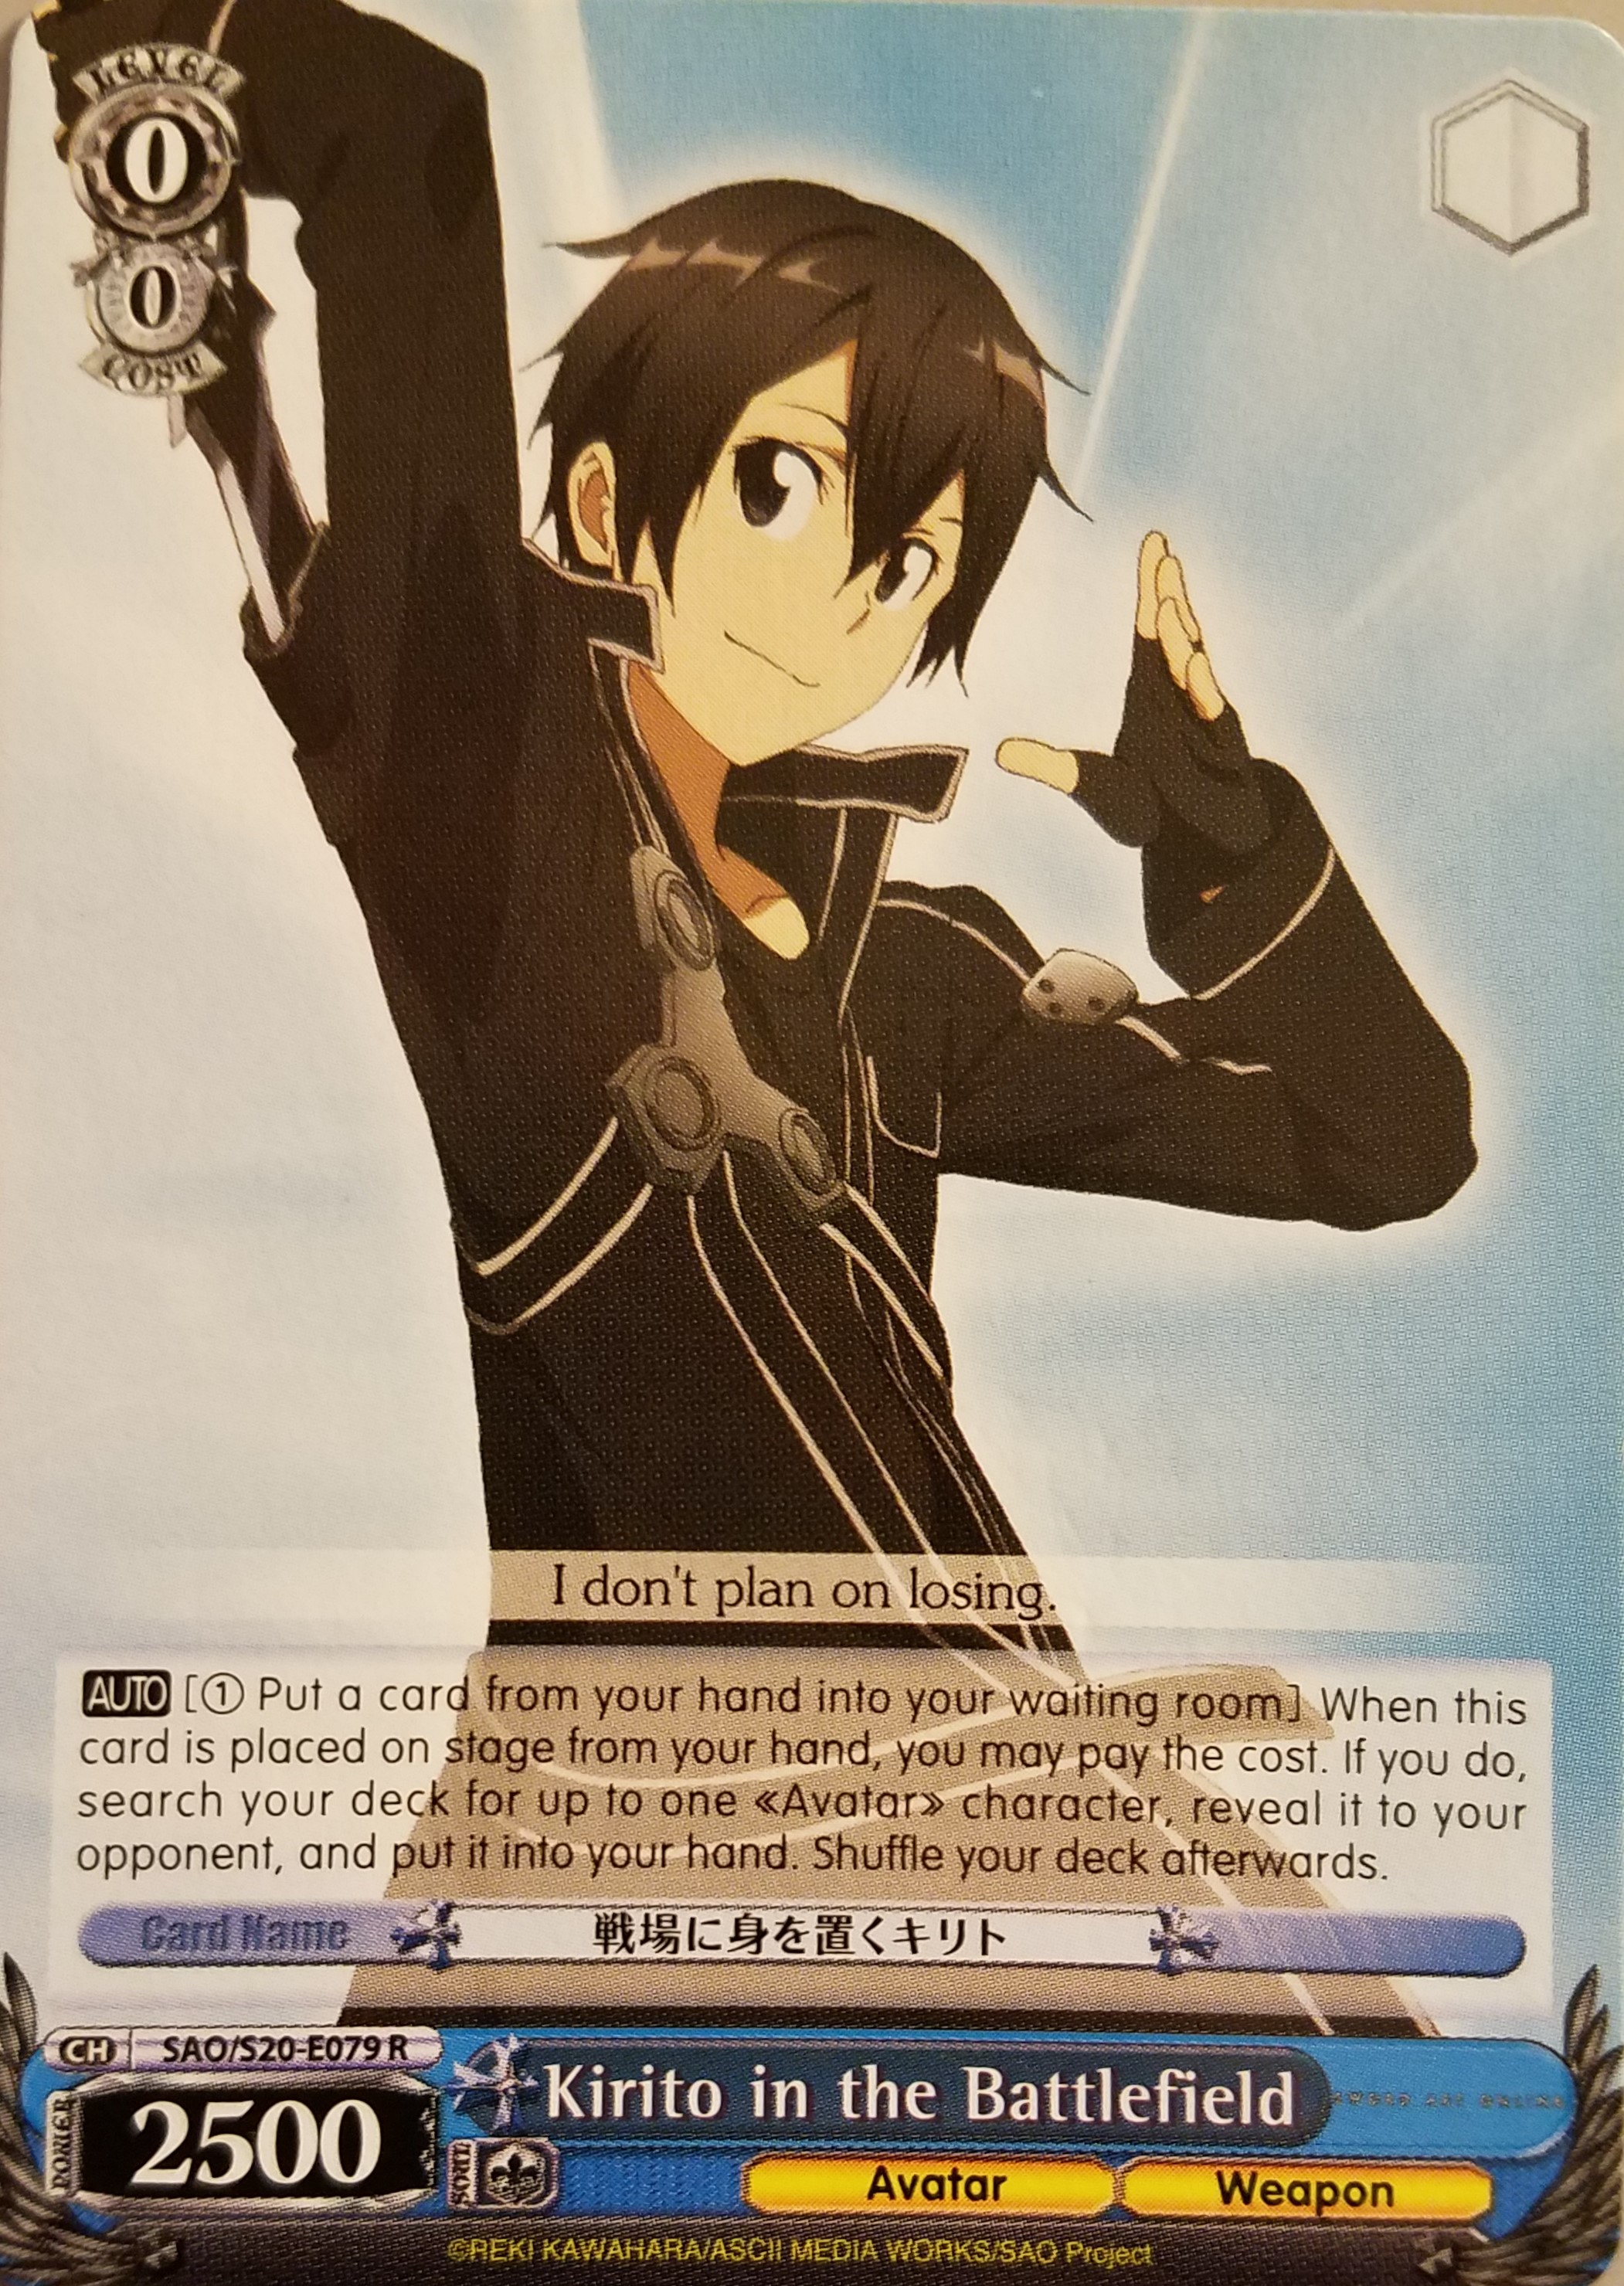 LEVEL
0
0
COST
I don't plan on losing.
AUTO [① Put a card from your hand into your waiting room] When this
card is placed on stage from your hand, you may pay the cost. If you do,
search your deck for up to one «Avatar» character, reveal it to your
opponent, and put it into your hand. Shuffle your deck afterwards.
Card Name 戦場に身を置くキリト
CH SAO/S20-E079 R
Kirito in the Battlefield SWORD ART ONLINE
POWER 2500 SOUL
Avatar Weapon
©REKI KAWAHARA/ASCII MEDIA WORKS/SAO Project